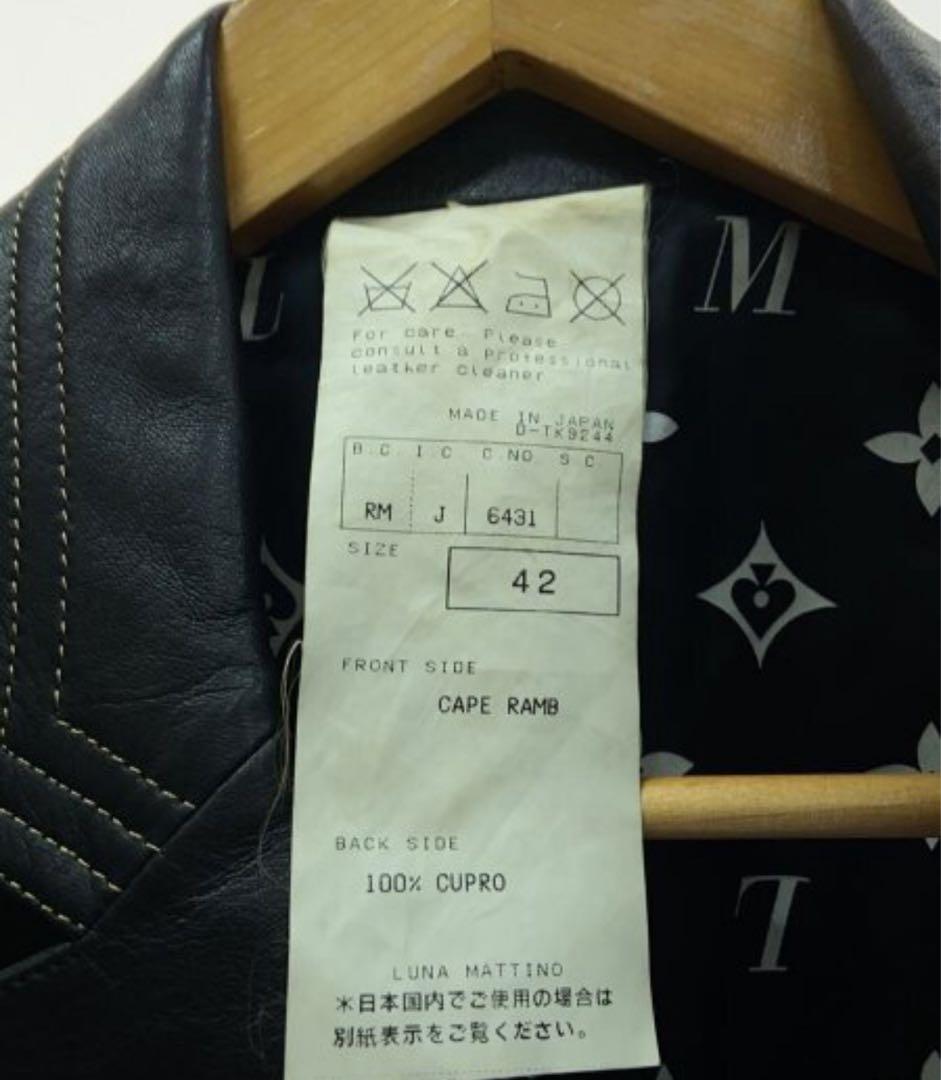 L
M
For care. Please
consult a Professional
leather Cleaner
MADE IN JAPAN
D-TK9244
B.C. I.C C.NO. S C
RM J 6431
SIZE
42
FRONT SIDE
CAPE RAMB
BACK SIDE
100% CUPRO
L
LUNA MATTINO
*日本国内でご使用の場合は
別紙表示をご覧ください。